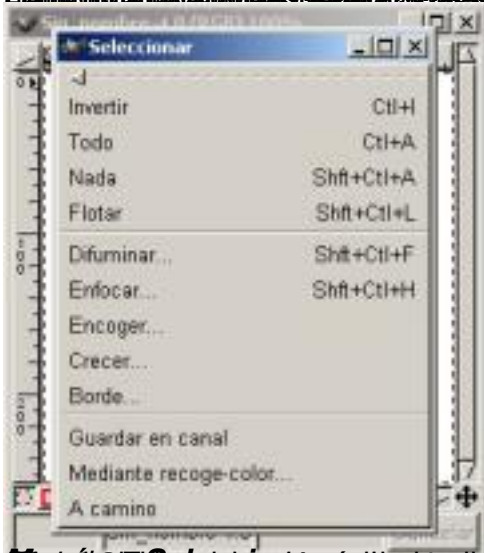 Seleccionar
Invertir Ctl+I
Todo Ctl+A
Nada Shft+Ctl+A
Flotar Shft+Ctl+L
Difuminar... Shft+Ctl+F
Enfocar... Shft+Ctl+H
Encoger...
Crecer...
Borde...
Guardar en canal
Mediante recoge-color...
A camino